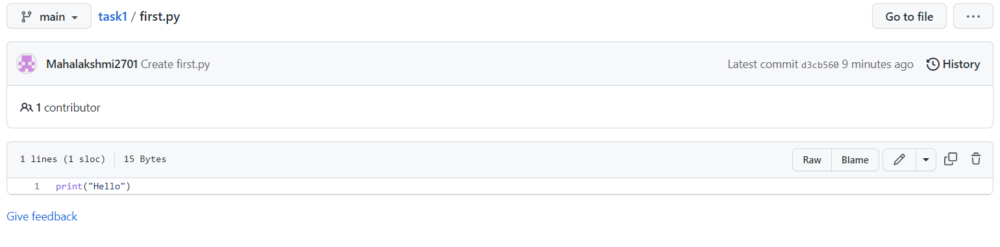 main task1 / first.py Go to file ...
Mahalakshmi2701 Create first.py Latest commit d3cb560 9 minutes ago History
1 contributor
1 lines (1 sloc) 15 Bytes Raw Blame
1 print("Hello")
Give feedback